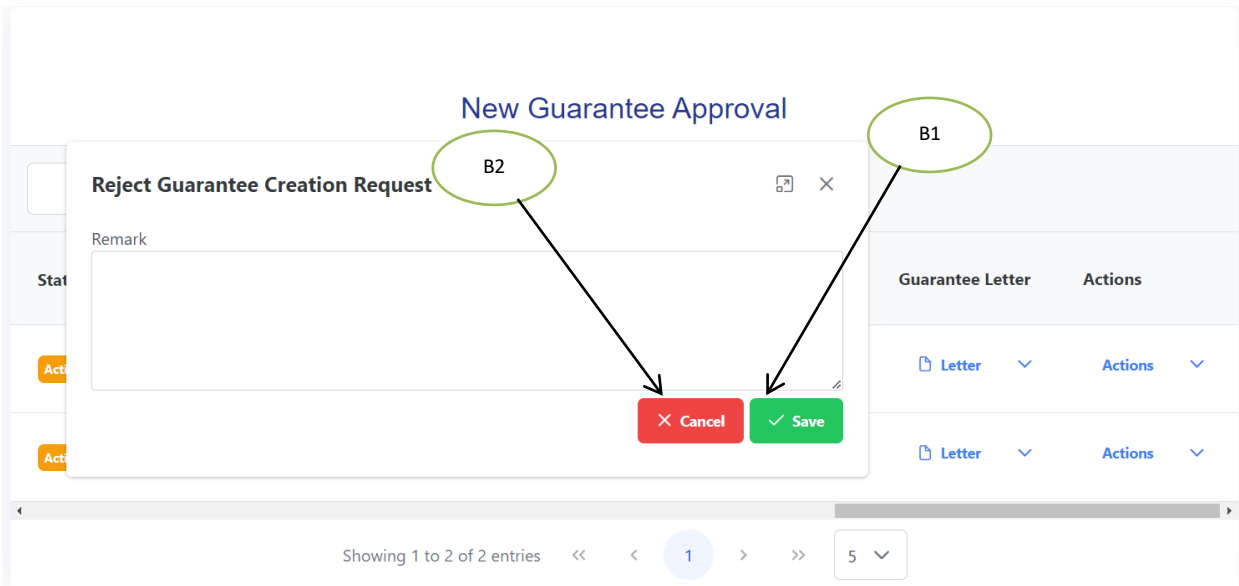 New Guarantee Approval
B1
B2
Reject Guarantee Creation Request
Remark
Guarantee Letter Actions
Letter Actions
Cancel Save
Letter Actions
Showing 1 to 2 of 2 entries << < 1 > >> 5